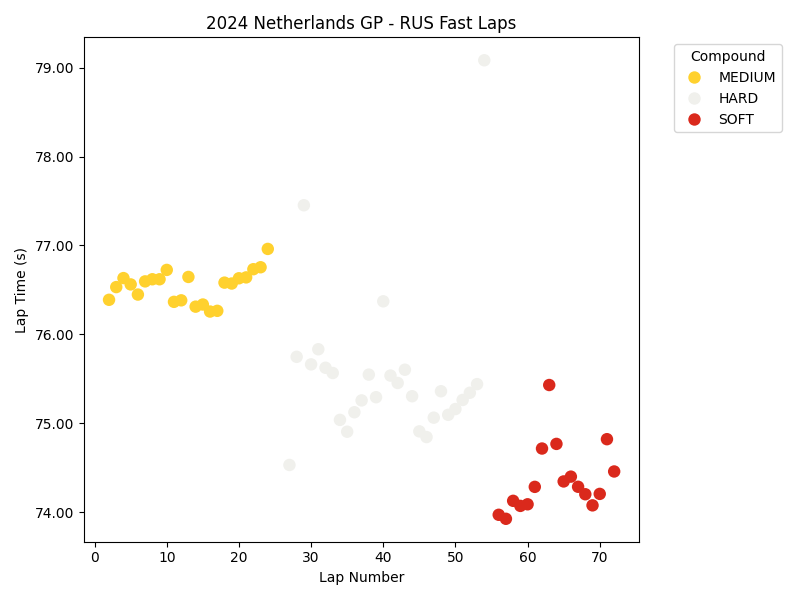 2024 Netherlands GP - RUS Fast Laps
Compound
MEDIUM
HARD
SOFT
Lap Time (s)
79.00
78.00
77.00
76.00
75.00
74.00
0 10 20 30 40 50 60 70
Lap Number